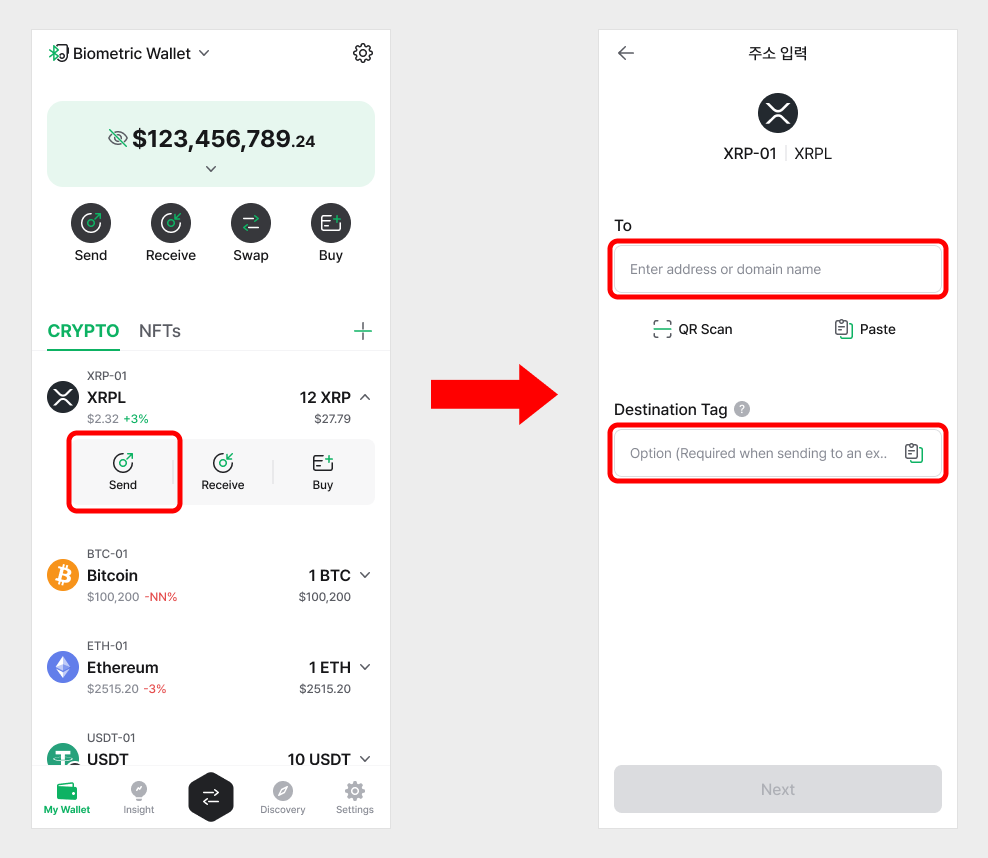 Biometric Wallet
$123,456,789.24
Send Receive Swap Buy
CRYPTO NFTs
XRP-01
XRPL 12 XRP
$2.32 +3% $27.79
Send Receive Buy
BTC-01
Bitcoin 1 BTC
$100,200 -NN% $100,200
ETH-01
Ethereum 1 ETH
$2515.20 -3% $2515.20
USDT-01
USDT 10 USDT
My Wallet Insight Discovery Settings
주소 입력
XRP-01 XRPL
To
Enter address or domain name
QR Scan Paste
Destination Tag ?
Option (Required when sending to an ex..
Next